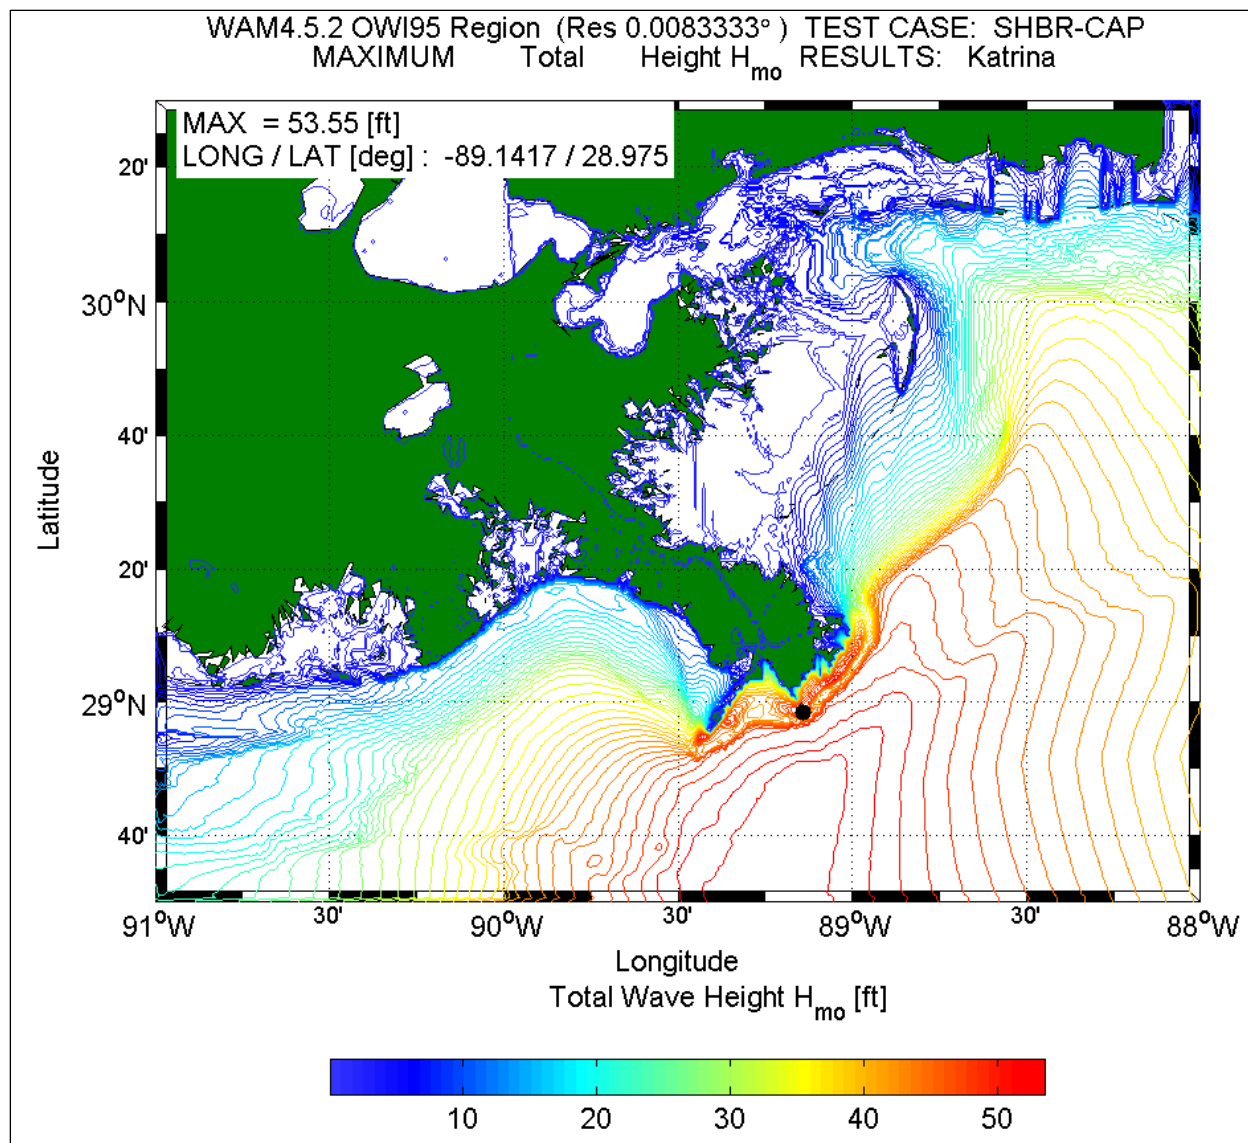 WAM4.5.2 OWI95 Region (Res 0.0083333° ) TEST CASE: SHBR-CAP
MAXIMUM Total Height Hmo RESULTS: Katrina
MAX = 53.55 [ft]
LONG / LAT [deg] : -89.1417 / 28.975
20'
30°N
40'
20'
29°N
40'
Latitude
91°W 30' 90°W 30' 89°W 30' 88°W
Longitude
Total Wave Height Hmo [ft]
10 20 30 40 50